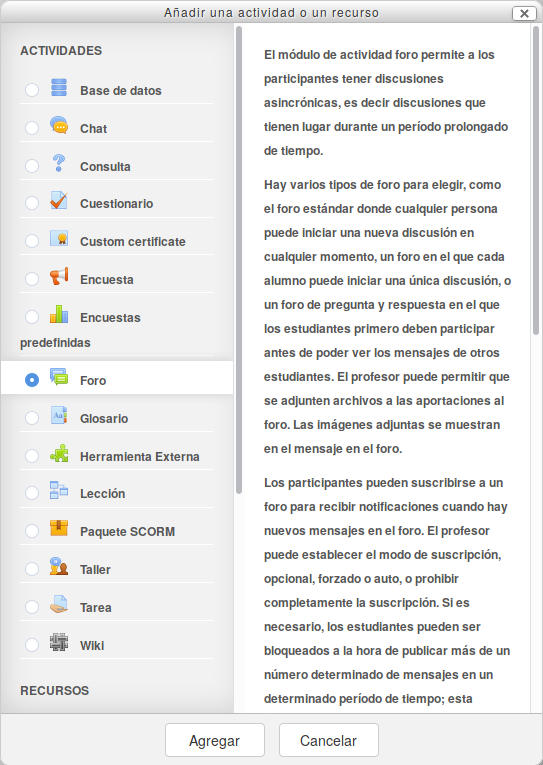 Añadir una actividad o un recurso
ACTIVIDADES
Base de datos
Chat
Consulta
Cuestionario
Custom certificate
Encuesta
Encuestas
predefinidas
Foro
Glosario
Herramienta Externa
Lección
Paquete SCORM
Taller
Tarea
Wiki
RECURSOS
El módulo de actividad foro permite a los
participantes tener discusiones
asincrónicas, es decir discusiones que
tienen lugar durante un período prolongado
de tiempo.
Hay varios tipos de foro para elegir, como
el foro estándar donde cualquier persona
puede iniciar una nueva discusión en
cualquier momento, un foro en el que cada
alumno puede iniciar una única discusión, o
un foro de pregunta y respuesta en el que
los estudiantes primero deben participar
antes de poder ver los mensajes de otros
estudiantes. El profesor puede permitir que
se adjunten archivos a las aportaciones al
foro. Las imágenes adjuntas se muestran
en el mensaje en el foro.
Los participantes pueden suscribirse a un
foro para recibir notificaciones cuando hay
nuevos mensajes en el foro. El profesor
puede establecer el modo de suscripción,
opcional, forzado o auto, o prohibir
completamente la suscripción. Si es
necesario, los estudiantes pueden ser
bloqueados a la hora de publicar más de un
número determinado de mensajes en un
determinado período de tiempo; esta
Agregar
Cancelar